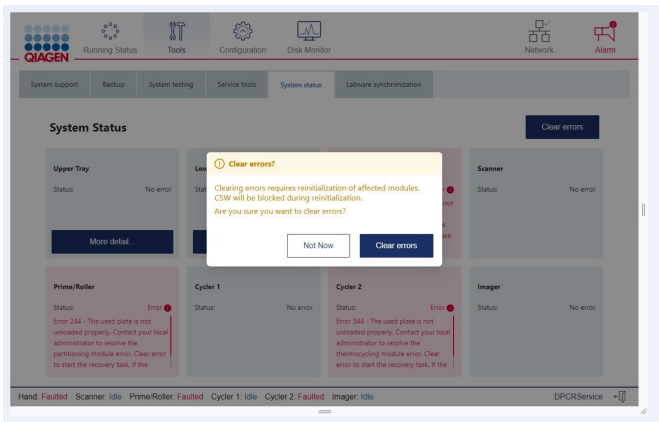 QIAGEN
Running Status
Tools
Configuration
Disk Monitor
Network
Alarm
System support
Backup
System testing
Service tools
System status
Labware synchronization
System Status
Clear errors
Upper Tray
Status: No error
More detail...
Scanner
Status: No error
Clear errors?
Clearing errors requires reinitialization of affected modules.
CSW will be blocked during reinitialization.
Are you sure you want to clear errors?
Not Now
Clear errors
Prime/Roller
Status: Error
Error 244 - The used plate is not
unloaded properly. Contact your local
administrator to resolve the
partitioning module error. Clear error
to start the recovery task. If the
Cycler 1
Status: No error
Cycler 2
Status: Error
Error 344 - The used plate is not
unloaded properly. Contact your local
administrator to resolve the
thermocycling module error. Clear
error to start the recovery task. If the
Imager
Status: No error
Hand: Faulted Scanner: Idle Prime/Roller: Faulted Cycler 1: Idle Cycler 2: Faulted Imager: Idle
DPCRService